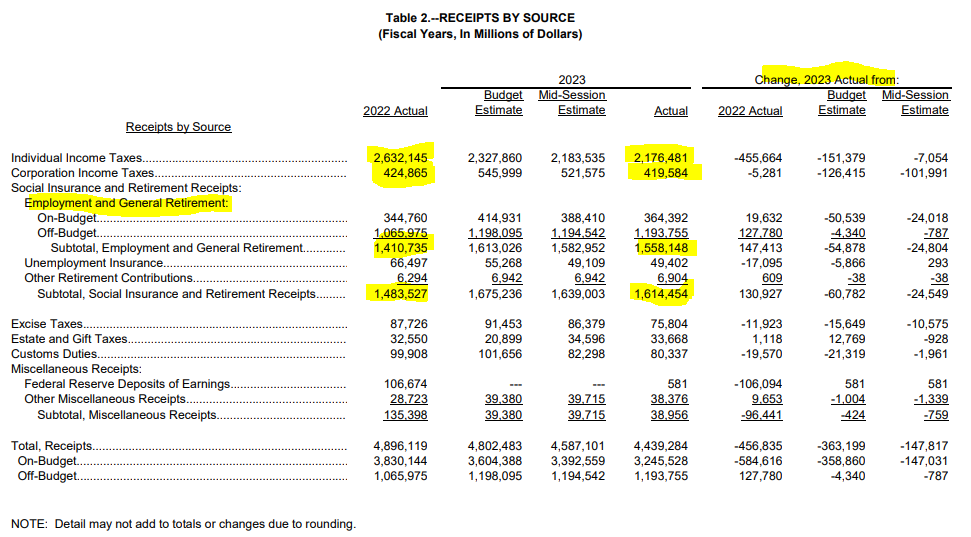 Table 2.--RECEIPTS BY SOURCE
(Fiscal Years, In Millions of Dollars)
2023 Change, 2023 Actual from:
Budget Mid-Session Budget Mid-Session
2022 Actual Estimate Estimate Actual 2022 Actual Estimate Estimate
Receipts by Source
Individual Income Taxes 2,632,145 2,327,860 2,183,535 2,176,481 -455,664 -151,379 -7,054
Corporation Income Taxes 424,865 545,999 521,575 419,584 -5,281 -126,415 -101,991
Social Insurance and Retirement Receipts:
Employment and General Retirement:
On-Budget 344,760 414,931 388,410 364,392 19,632 -50,539 -24,018
Off-Budget 1,065,975 1,198,095 1,194,542 1,193,755 127,780 -4,340 -787
Subtotal, Employment and General Retirement 1,410,735 1,613,026 1,582,952 1,558,148 147,413 -54,878 -24,804
Unemployment Insurance 66,497 55,268 49,109 49,402 -17,095 -5,866 293
Other Retirement Contributions 6,294 6,942 6,942 6,904 609 -38 -38
Subtotal, Social Insurance and Retirement Receipts 1,483,527 1,675,236 1,639,003 1,614,454 130,927 -60,782 -24,549
Excise Taxes 87,726 91,453 86,379 75,804 -11,923 -15,649 -10,575
Estate and Gift Taxes 32,550 20,899 34,596 33,668 1,118 12,769 -928
Customs Duties 99,908 101,656 82,298 80,337 -19,570 -21,319 -1,961
Miscellaneous Receipts:
Federal Reserve Deposits of Earnings 106,674 --- --- 581 -106,094 581 581
Other Miscellaneous Receipts 28,723 39,380 39,715 38,376 9,653 -1,004 -1,339
Subtotal, Miscellaneous Receipts 135,398 39,380 39,715 38,956 -96,441 -424 -759
Total, Receipts 4,896,119 4,802,483 4,587,101 4,439,284 -456,835 -363,199 -147,817
On-Budget 3,830,144 3,604,388 3,392,559 3,245,528 -584,616 -358,860 -147,031
Off-Budget 1,065,975 1,198,095 1,194,542 1,193,755 127,780 -4,340 -787
NOTE: Detail may not add to totals or changes due to rounding.